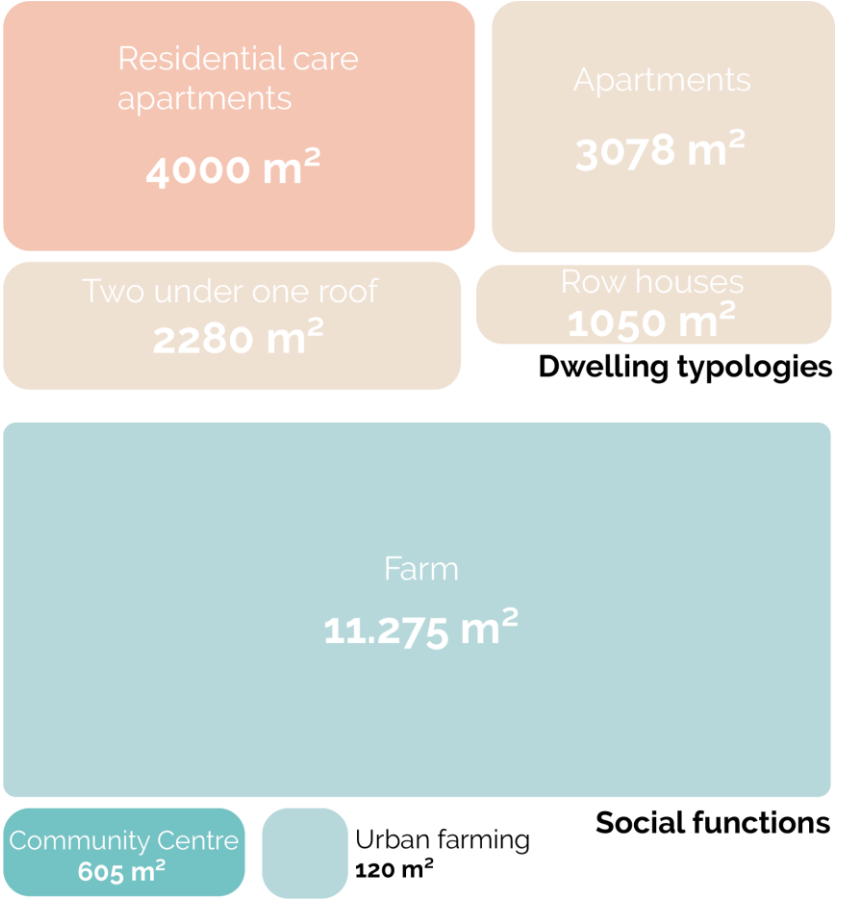 Residential care
apartments
4000 m²
Apartments
3078 m²
Two under one roof
2280 m²
Row houses
1050 m²
Dwelling typologies
Farm
11.275 m²
Social functions
Community Centre
605 m²
Urban farming
120 m²